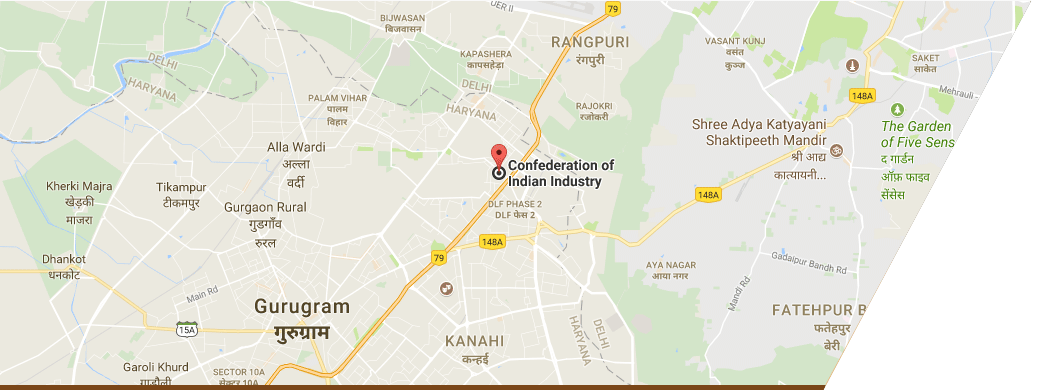 UER II
79
BIJWASAN
बिजवासन
RANGPURI
रंगपुरी
VASANT KUNJ
वसंत
कुञ्ज
KAPASHERA
कापसहेड़ा
SAKET
साकेत
DELHI
HARYANA
DELHI
HARYANA
148A
Mehrauli -
PALAM VIHAR
पालम
विहार
RAJOKRI
रजोकरी
Shree Adya Katyayani
Shaktipeeth Mandir
श्री आद्य
कात्यायनी...
The Garden
of Five Sens
द गार्डन
ऑफ़ फाइव
सेंसेस
Alla Wardi
अल्ला
वर्दी
Confederation of
Indian Industry
Kherki Majra
खेड़की
माजरा
Tikampur
टीकमपुर
148A
Gurgaon Rural
गुडगाँव
रुरल
DLF PHASE 2
DLF फेस 2
148A
79
Dhankot
धनकोट
AYA NAGAR
आया नगर
Gadaipur Bandh Rd
Main Rd
Mandi Rd
Gurugram
गुरुग्राम
FATEHPUR B
फतेहपुर
बेरी
15A
KANAHI
कन्हई
DELHI
HARYANA
Garoli Khurd
गाड़ौली
SECTOR 10A
सेक्टर 10A